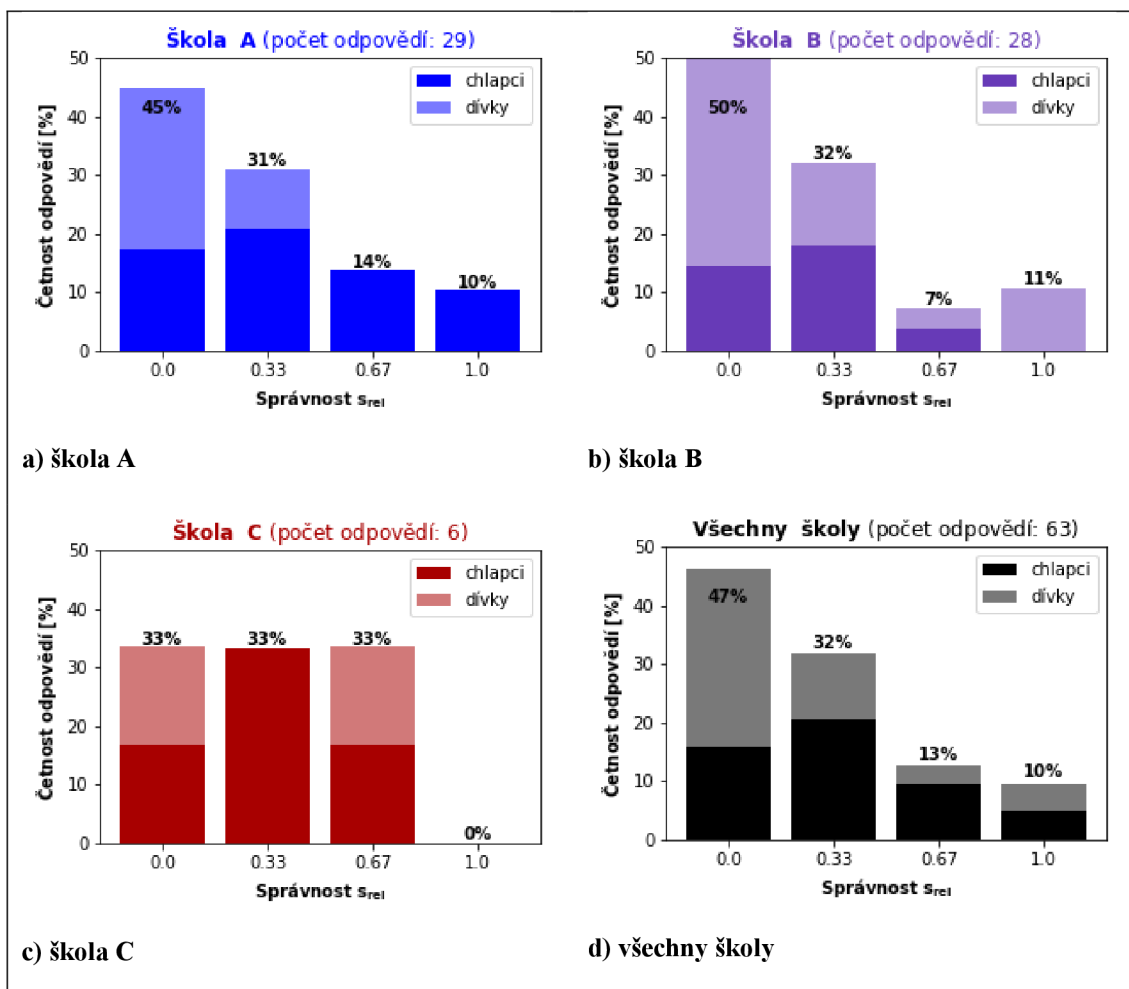 Škola A (počet odpovědí: 29)
Četnost odpovědí [%]
50
40
30
20
10
0
chlapci
dívky
45%
31%
14%
10%
0.0 0.33 0.67 1.0
Správnost srel
a) škola A
Škola B (počet odpovědí: 28)
Četnost odpovědí [%]
50
40
30
20
10
0
chlapci
dívky
50%
32%
7%
11%
0.0 0.33 0.67 1.0
Správnost srel
b) škola B
Škola C (počet odpovědí: 6)
Četnost odpovědí [%]
50
40
30
20
10
0
chlapci
dívky
33%
33%
33%
0%
0.0 0.33 0.67 1.0
Správnost srel
c) škola C
Všechny školy (počet odpovědí: 63)
Četnost odpovědí [%]
50
40
30
20
10
0
chlapci
dívky
47%
32%
13%
10%
0.0 0.33 0.67 1.0
Správnost srel
d) všechny školy